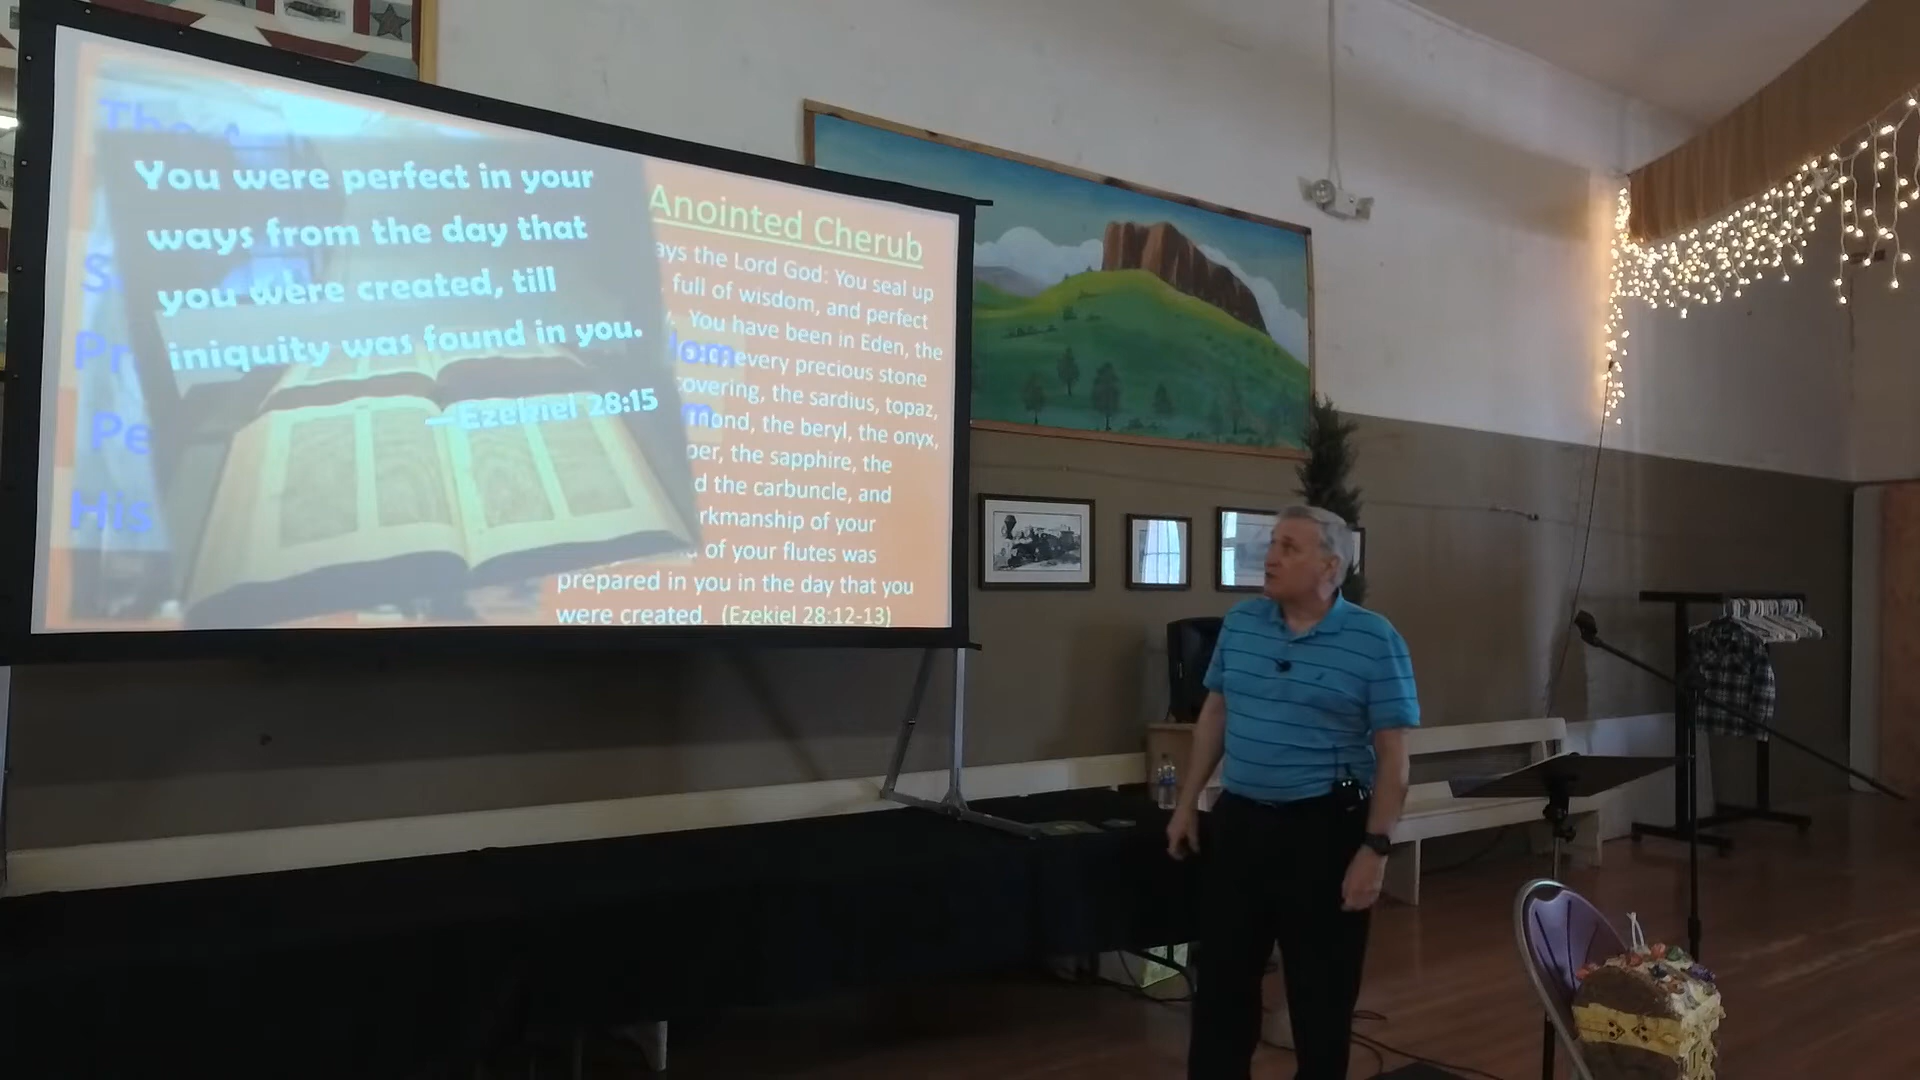 You were perfect in your
ways from the day that
you were created, till
iniquity was found in you.
—Ezekiel 28:15
The
Pr
Pe
His
Anointed Cherub
ays the Lord God: You seal up
full of wisdom, and perfect
You have been in Eden, the
every precious stone
covering, the sardius, topaz,
mond, the beryl, the onyx,
per, the sapphire, the
d the carbuncle, and
rkmanship of your
of your flutes was
prepared in you in the day that you
were created. (Ezekiel 28:12-13)